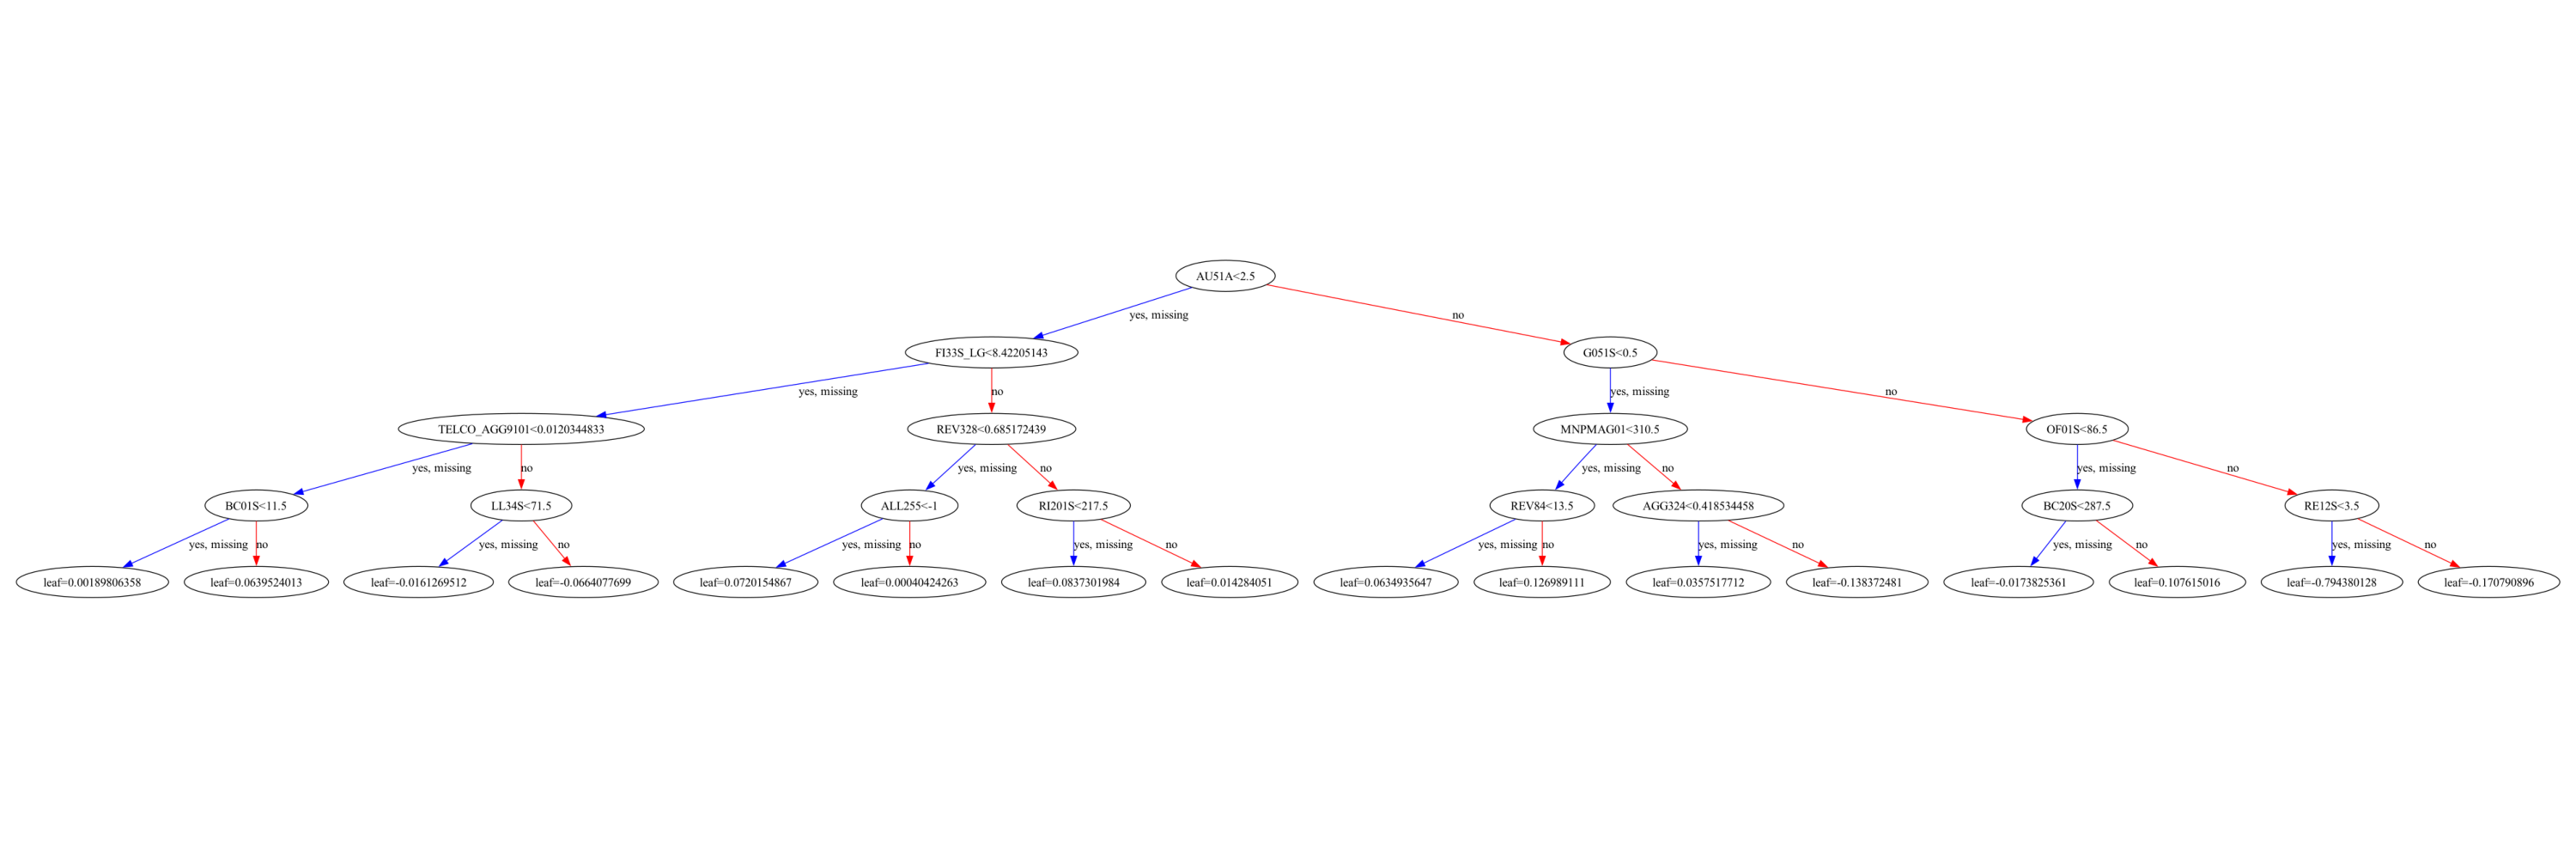 AU51A<2.5
yes, missing
no
FI33S_LG<8.42205143
G051S<0.5
yes, missing
no
yes, missing
no
TELCO_AGG9101<0.0120344833
REV328<0.685172439
MNPMAG01<310.5
OF01S<86.5
yes, missing
no
yes, missing
no
yes, missing
no
yes, missing
no
BC01S<11.5
LL34S<71.5
ALL255<-1
RI201S<217.5
REV84<13.5
AGG324<0.418534458
BC20S<287.5
RE12S<3.5
yes, missing
no
yes, missing
no
yes, missing
no
yes, missing
no
yes, missing
no
yes, missing
no
yes, missing
no
yes, missing
no
leaf=0.00189806358
leaf=0.0639524013
leaf=-0.0161269512
leaf=-0.0664077699
leaf=0.0720154867
leaf=0.00040424263
leaf=0.0837301984
leaf=0.014284051
leaf=0.0634935647
leaf=0.126989111
leaf=0.0357517712
leaf=-0.138372481
leaf=-0.0173825361
leaf=0.107615016
leaf=-0.794380128
leaf=-0.170790896